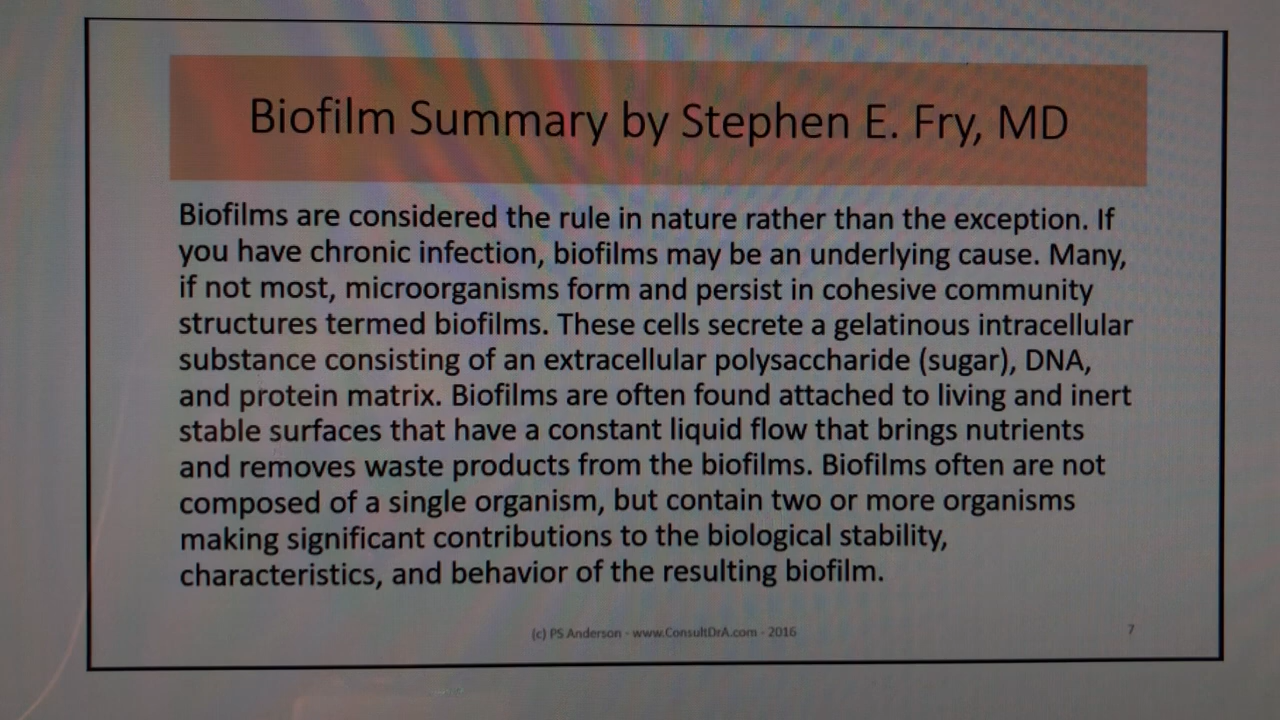 Biofilm Summary by Stephen E. Fry, MD
Biofilms are considered the rule in nature rather than the exception. If
you have chronic infection, biofilms may be an underlying cause. Many,
if not most, microorganisms form and persist in cohesive community
structures termed biofilms. These cells secrete a gelatinous intracellular
substance consisting of an extracellular polysaccharide (sugar), DNA,
and protein matrix. Biofilms are often found attached to living and inert
stable surfaces that have a constant liquid flow that brings nutrients
and removes waste products from the biofilms. Biofilms often are not
composed of a single organism, but contain two or more organisms
making significant contributions to the biological stability,
characteristics, and behavior of the resulting biofilm.
(c) PS Anderson - www.ConsultDrA.com - 2016
7